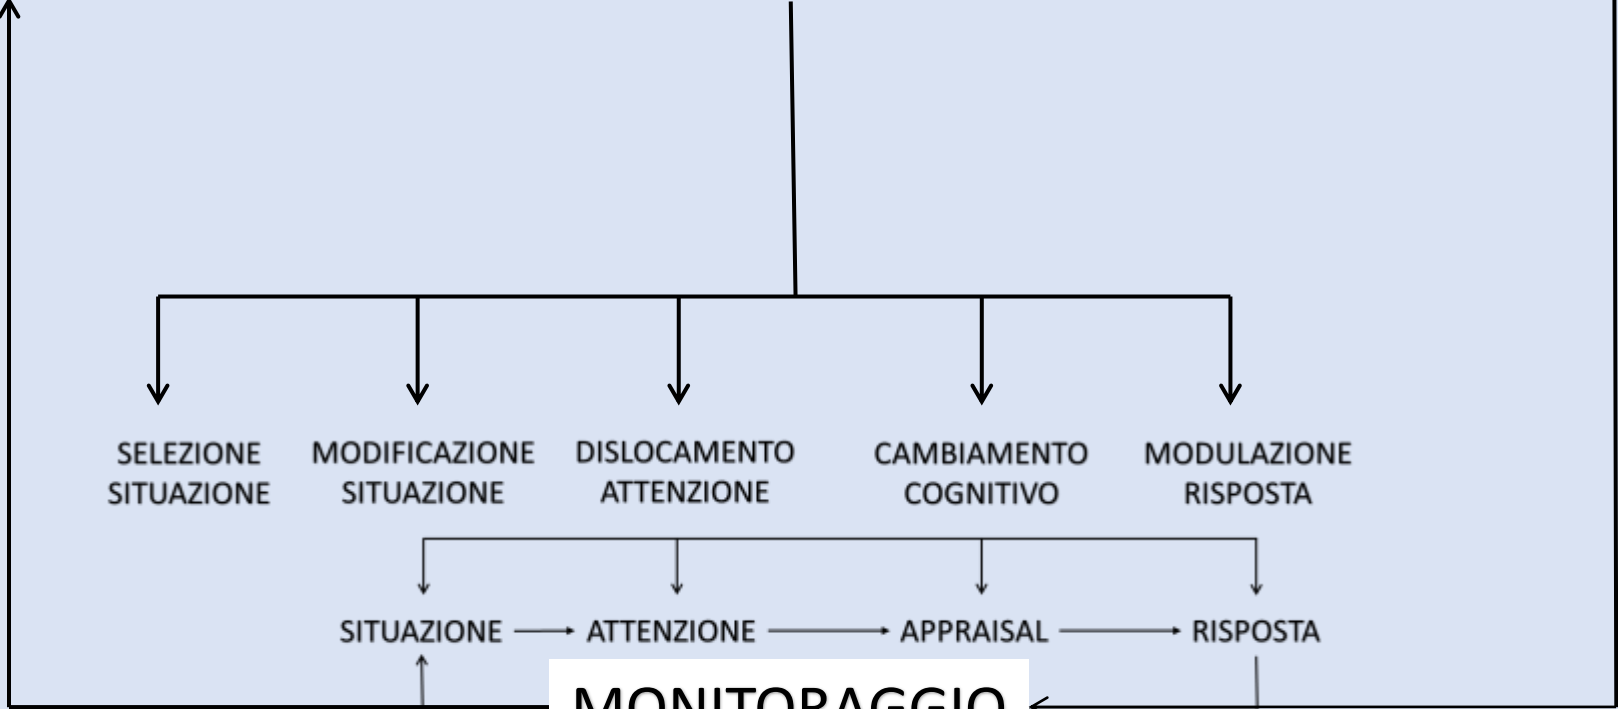 SELEZIONE SITUAZIONE
MODIFICAZIONE SITUAZIONE
DISLOCAMENTO ATTENZIONE
CAMBIAMENTO COGNITIVO
MODULAZIONE RISPOSTA
SITUAZIONE
ATTENZIONE
APPRAISAL
RISPOSTA
MONITORAGGIO